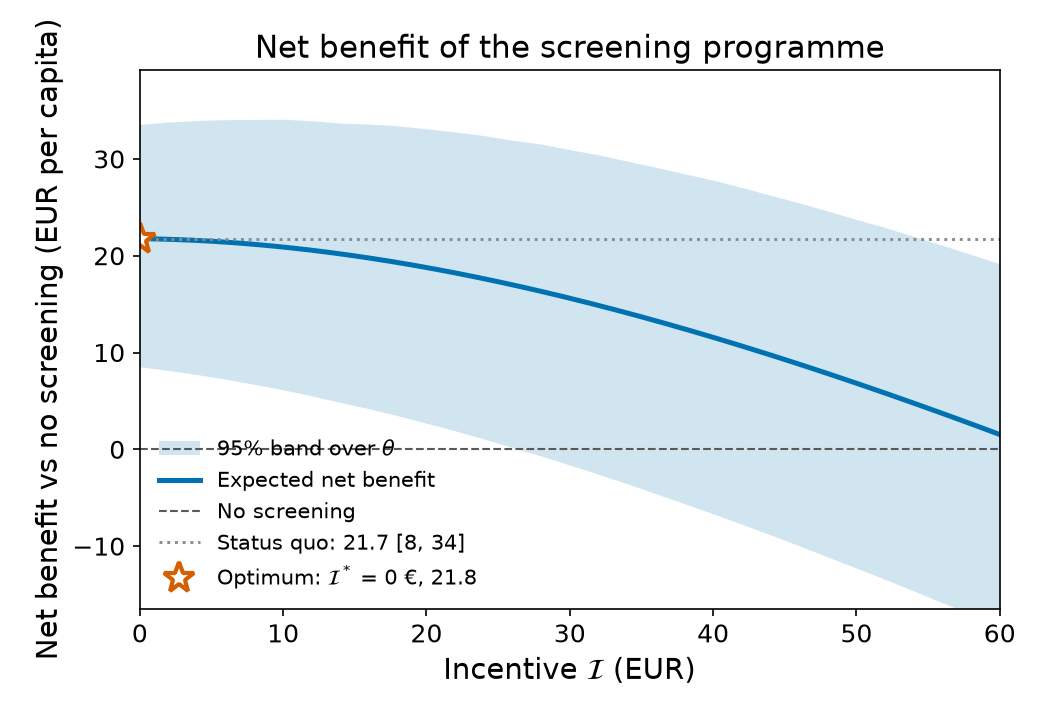 Net benefit of the screening programme
Net benefit vs no screening (EUR per capita)
30
20
10
0
−10
95% band over θ
Expected net benefit
No screening
Status quo: 21.7 [8, 34]
Optimum: 𝓘* = 0 €, 21.8
0 10 20 30 40 50 60
Incentive 𝓘 (EUR)